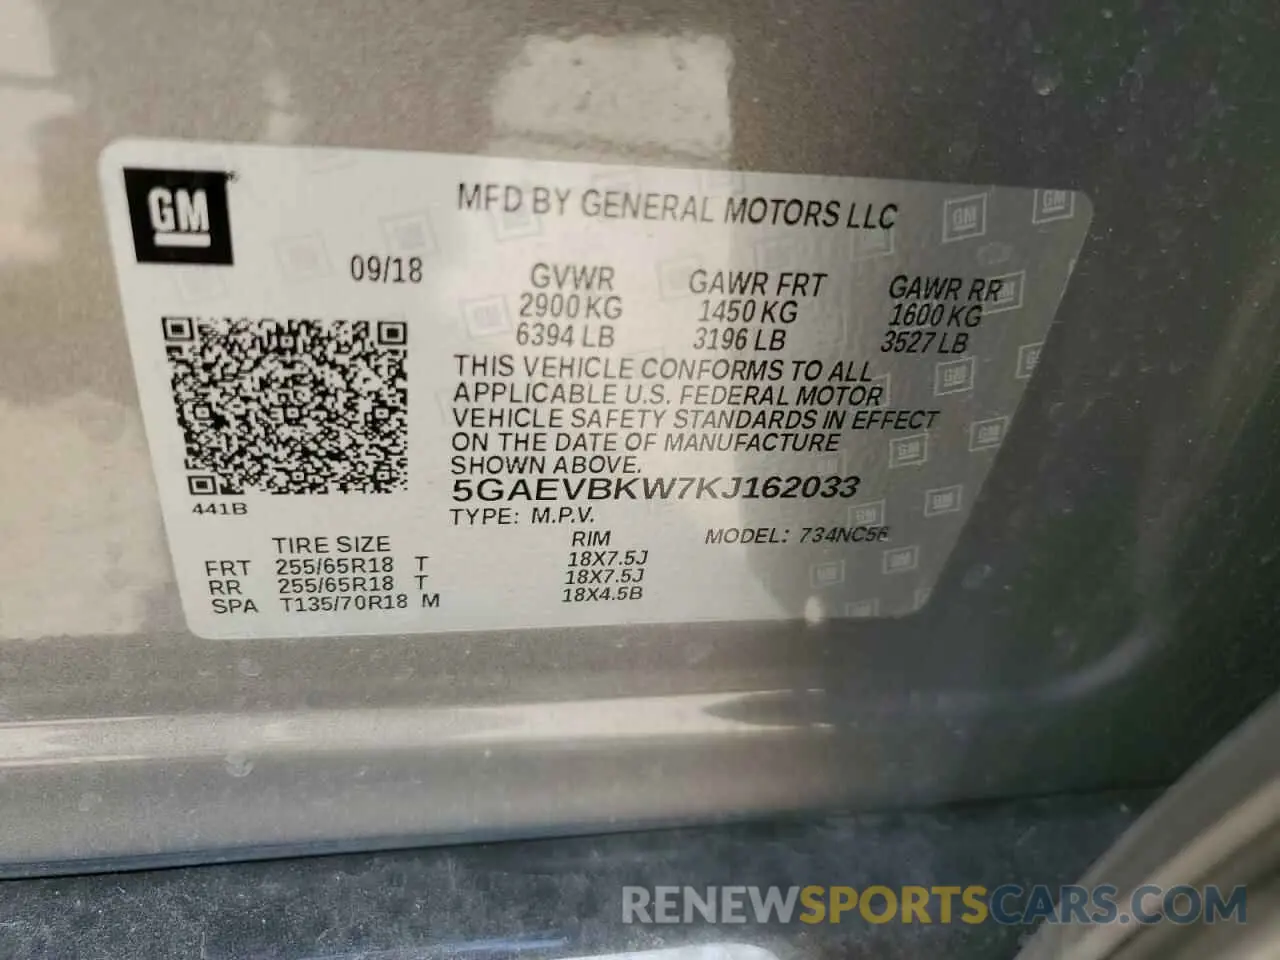 GM
MFD BY GENERAL MOTORS LLC
09/18
GVWR GAWR FRT GAWR RR
2900 KG 1450 KG 1600 KG
6394 LB 3196 LB 3527 LB
THIS VEHICLE CONFORMS TO ALL
APPLICABLE U.S. FEDERAL MOTOR
VEHICLE SAFETY STANDARDS IN EFFECT
ON THE DATE OF MANUFACTURE
SHOWN ABOVE.
5GAEVBKW7KJ162033
441B
TYPE: M.P.V.
MODEL: 734NC56
TIRE SIZE RIM
FRT 255/65R18 T 18X7.5J
RR 255/65R18 T 18X7.5J
SPA T135/70R18 M 18X4.5B
RENEWSPORTSCARS.COM